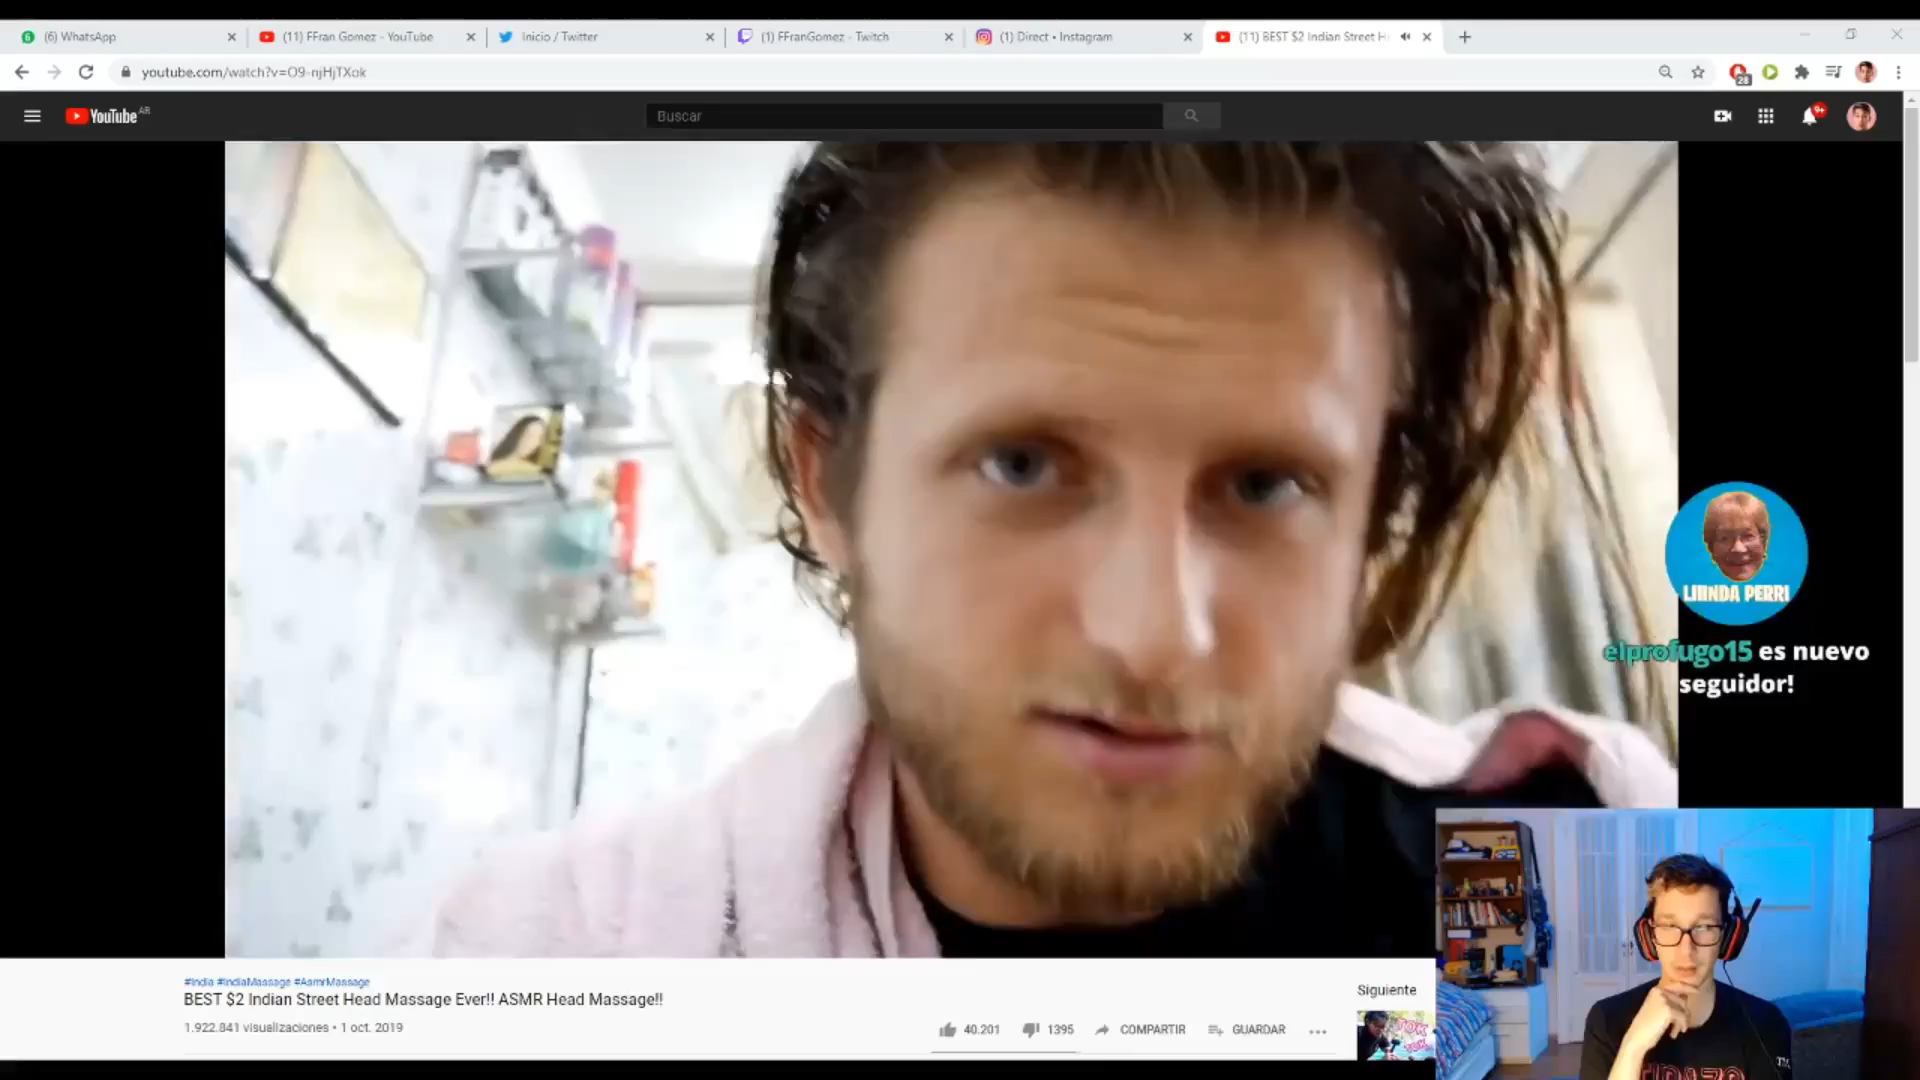 (6) WhatsApp
(11) FFran Gomez - YouTube
Inicio / Twitter
(1) FFranGomez - Twitch
(1) Direct • Instagram
(11) BEST $2 Indian Street H
youtube.com/watch?v=O9-njHjTXok
28
YouTube AR
Buscar
9+
LIINDA PERRI
elprofugo15 es nuevo
seguidor!
#India #IndiaMassage #AsmrMassage
BEST $2 Indian Street Head Massage Ever!! ASMR Head Massage!!
1.922.841 visualizaciones • 1 oct. 2019
40.201
1395
COMPARTIR
GUARDAR
Siguiente